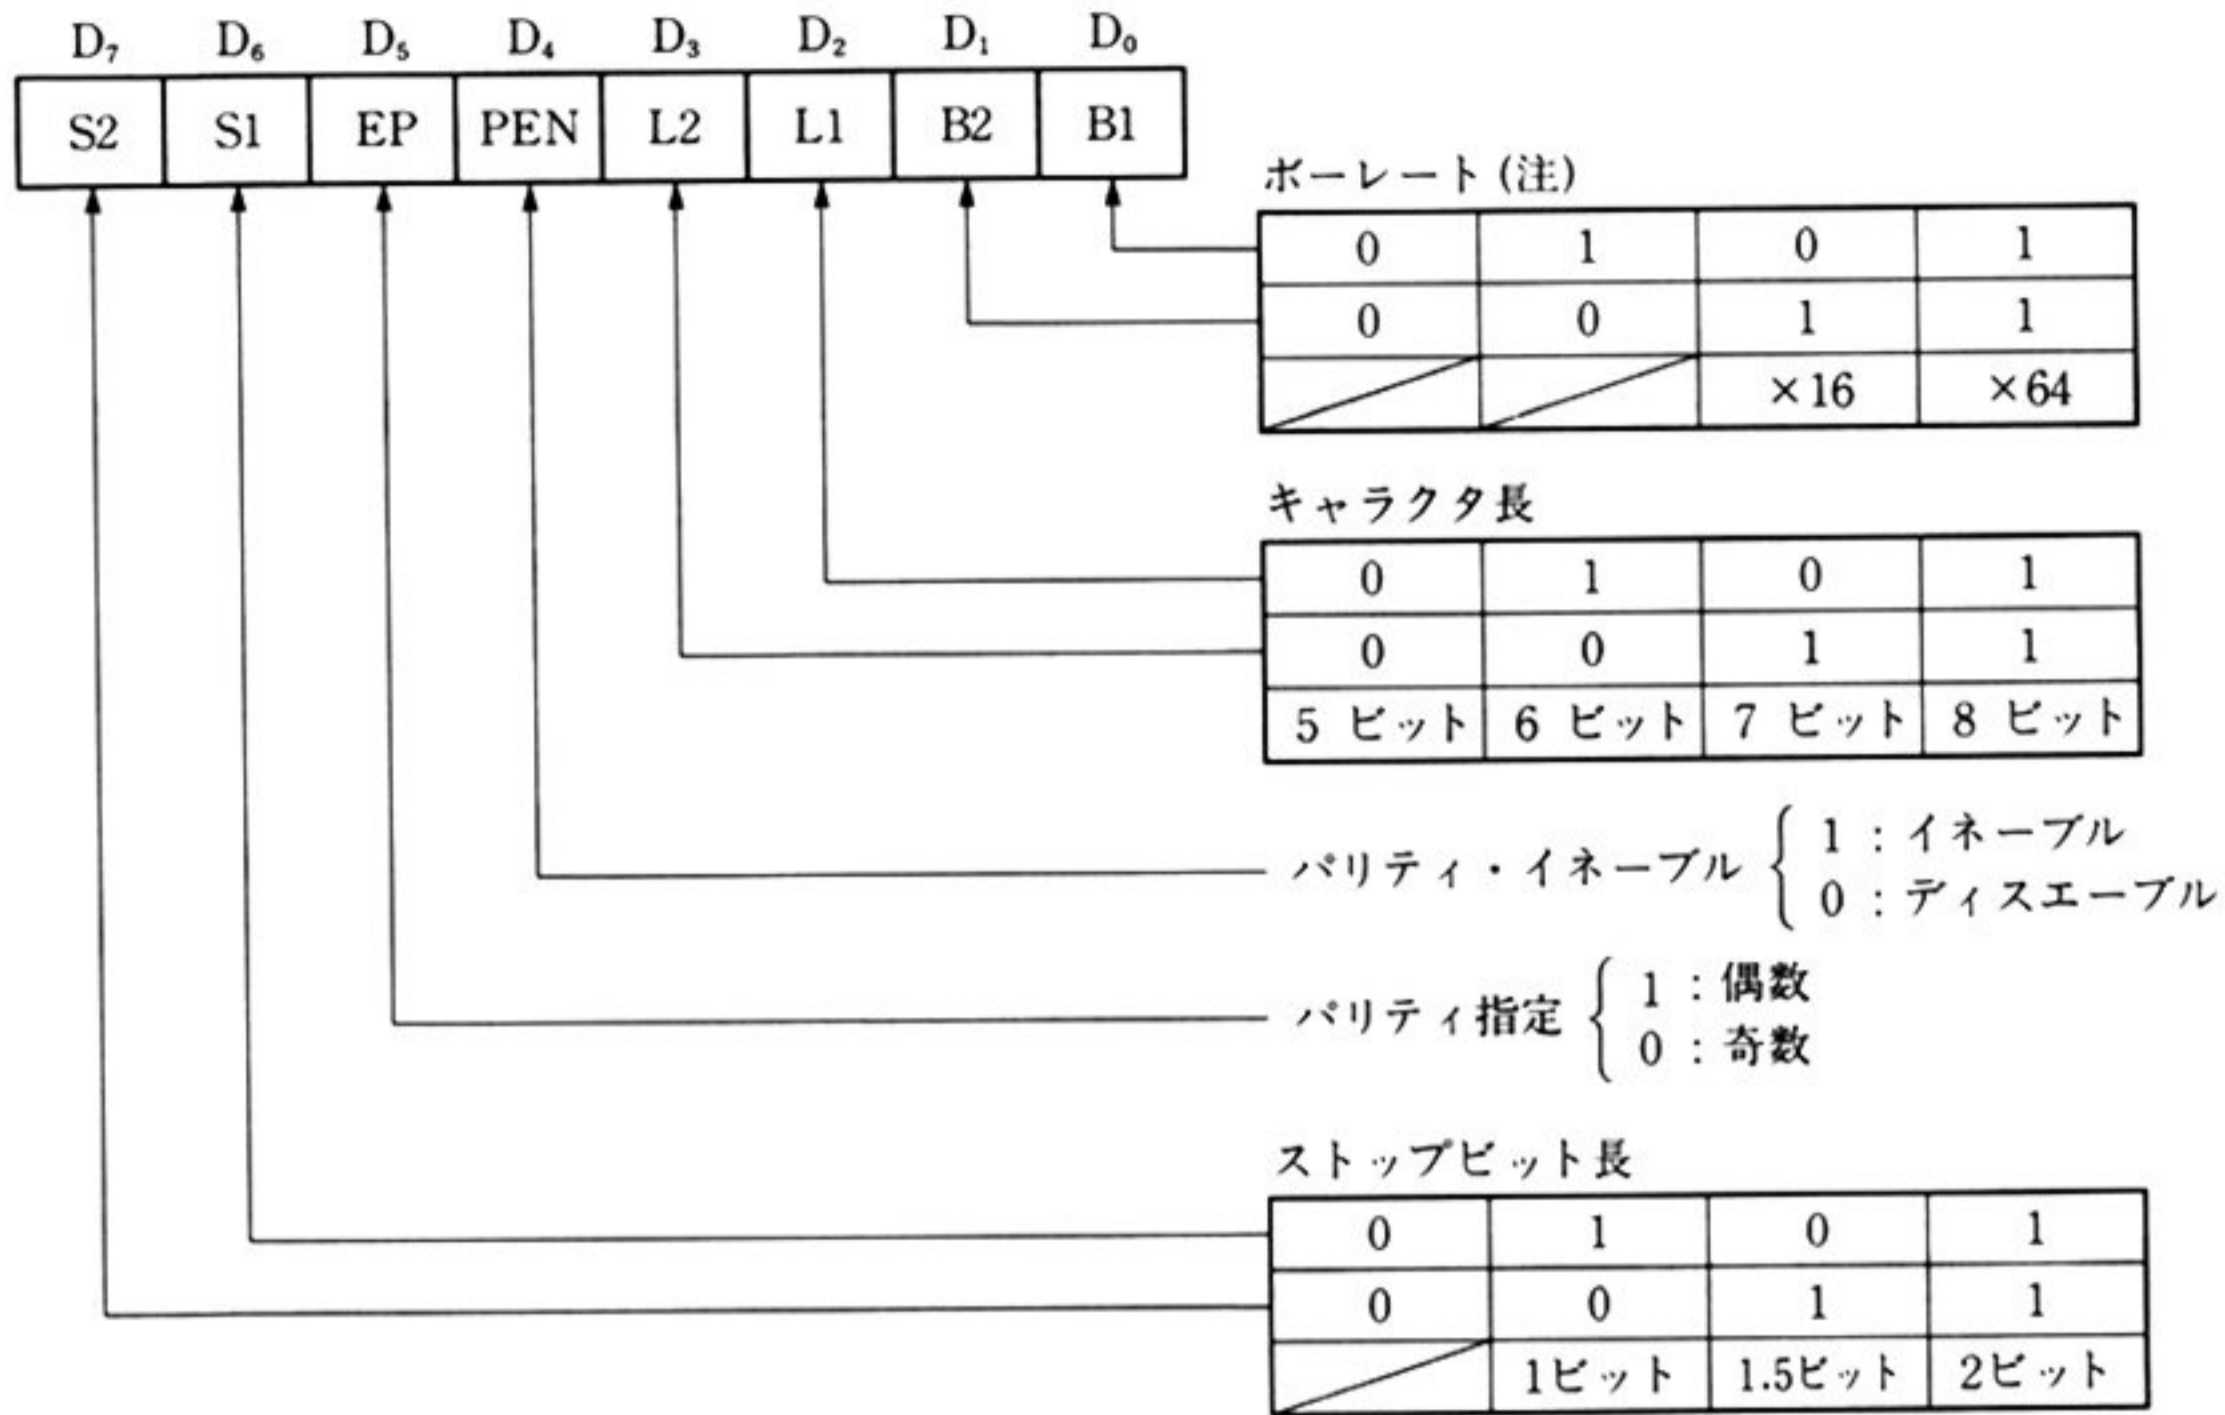 D₇ D₆ D₅ D₄ D₃ D₂ D₁ D₀
S2 S1 EP PEN L2 L1 B2 B1
ボーレート(注)
0 1 0 1
0 0 1 1
×16 ×64
キャラクタ長
0 1 0 1
0 0 1 1
5 ビット 6 ビット 7 ビット 8 ビット
パリティ・イネーブル
1 : イネーブル
0 : ディスエーブル
パリティ指定
1 : 偶数
0 : 奇数
ストップビット長
0 1 0 1
0 0 1 1
1ビット 1.5ビット 2ビット